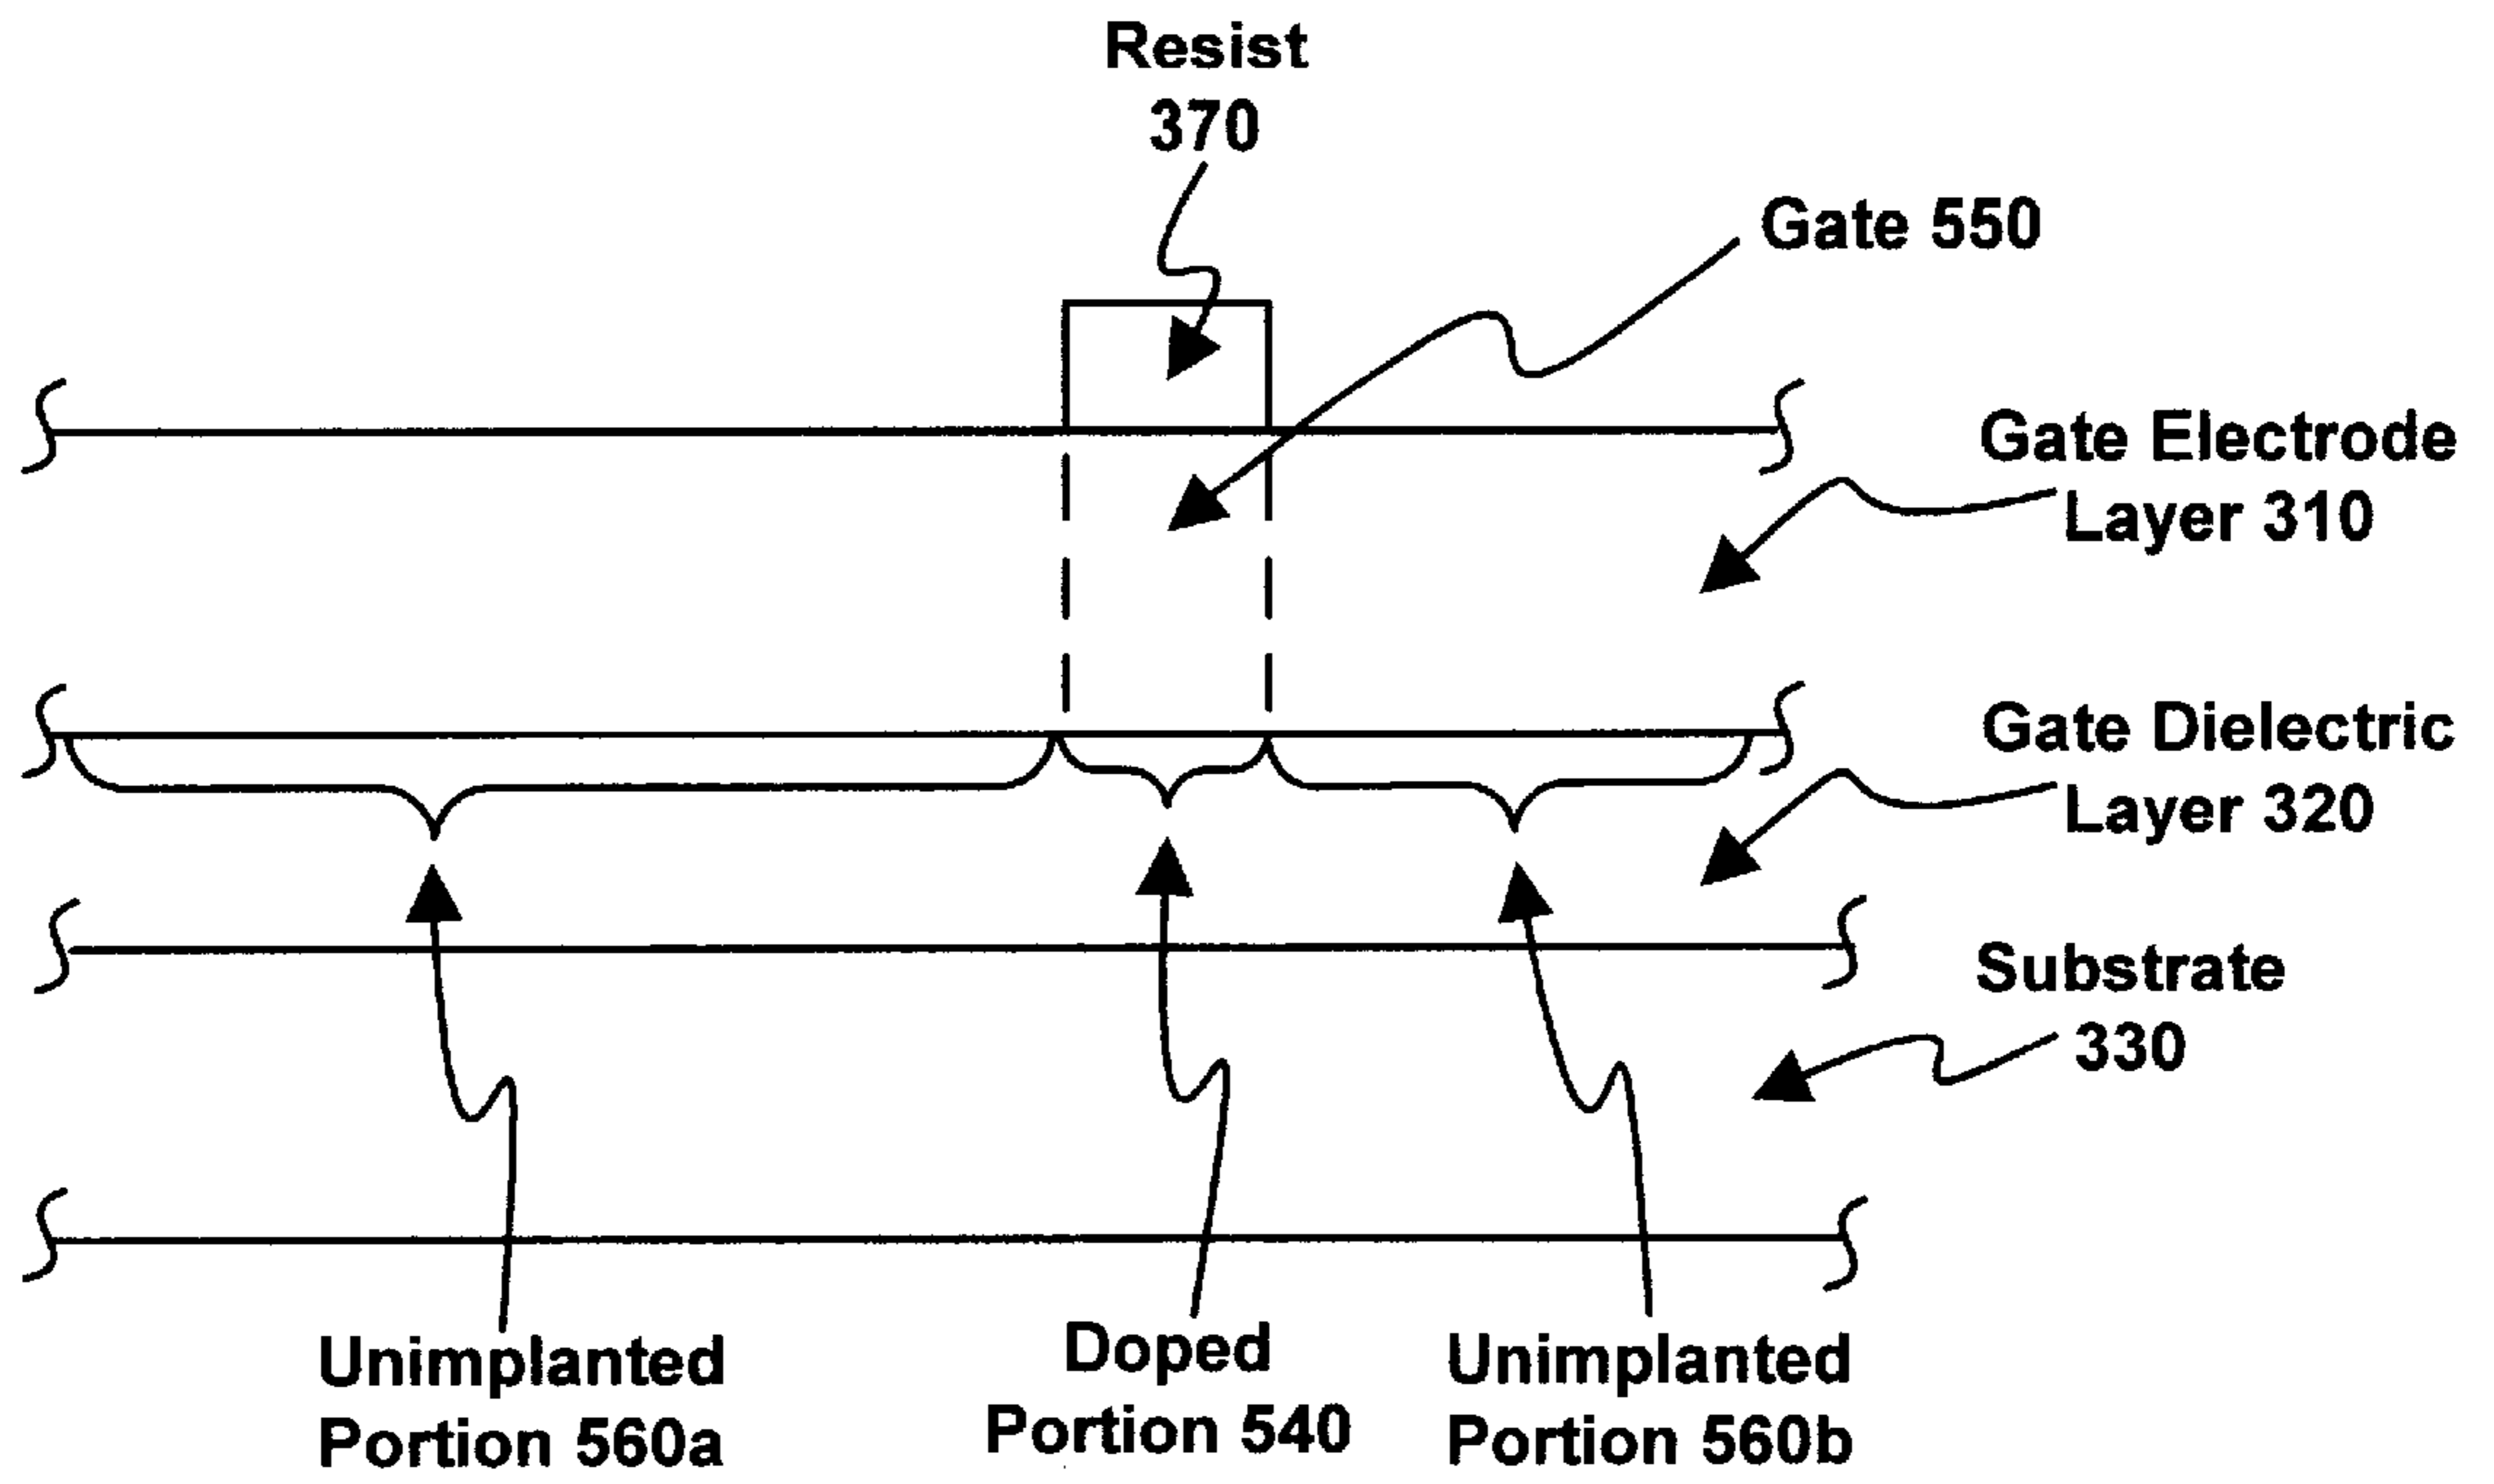 Resist
370
Gate 550
Gate Electrode
Layer 310
Gate Dielectric
Layer 320
Substrate
330
Unimplanted
Portion 560a
Doped
Portion 540
Unimplanted
Portion 560b